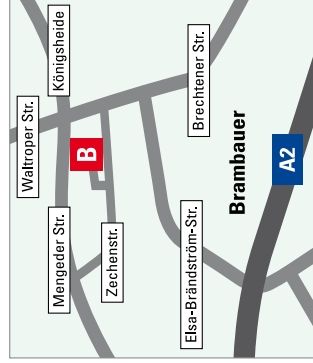 Waltroper Str.
Königsheide
Mengeder Str.
B
Zechenstr.
Brechtener Str.
Elsa-Brändström-Str.
Brambauer
A2